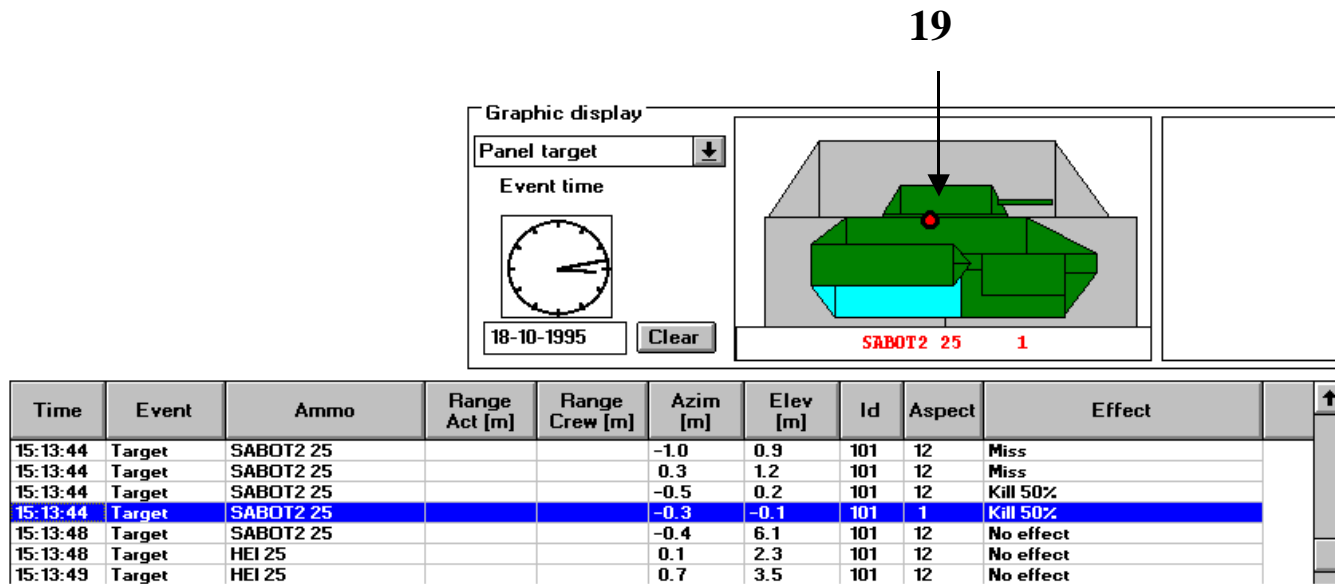 19
Graphic display
Panel target
Event time
18-10-1995 Clear
SABOT2 25 1
Time Event Ammo Range Act [m] Range Crew [m] Azim [m] Elev [m] Id Aspect Effect
15:13:44 Target SABOT2 25 -1.0 0.9 101 12 Miss
15:13:44 Target SABOT2 25 0.3 1.2 101 12 Miss
15:13:44 Target SABOT2 25 -0.5 0.2 101 12 Kill 50%
15:13:44 Target SABOT2 25 -0.3 -0.1 101 1 Kill 50%
15:13:48 Target SABOT2 25 -0.4 6.1 101 12 No effect
15:13:48 Target HEI 25 0.1 2.3 101 12 No effect
15:13:49 Target HEI 25 0.7 3.5 101 12 No effect